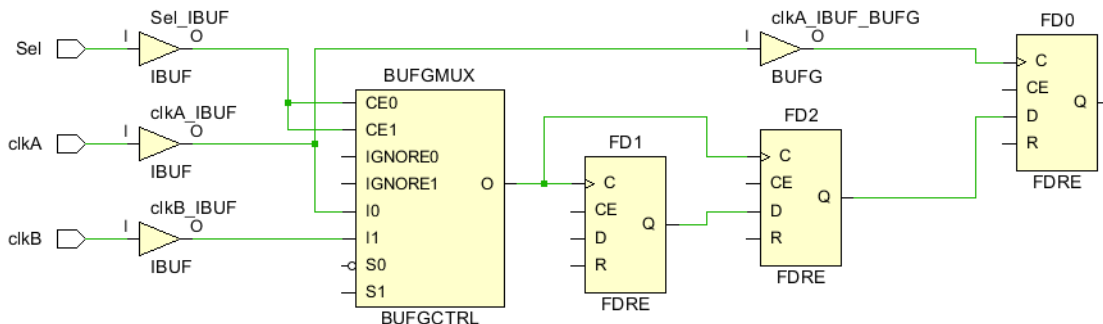 Sel
I
Sel_IBUF
O
IBUF
clkA
I
clkA_IBUF
O
IBUF
clkB
I
clkB_IBUF
O
IBUF
BUFGMUX
CE0
CE1
IGNORE0
IGNORE1
I0
I1
S0
S1
O
BUFGCTRL
FD1
C
CE
D
R
Q
FDRE
clkA_IBUF_BUFG
I
O
BUFG
FD2
C
CE
D
R
Q
FDRE
FD0
C
CE
D
R
Q
FDRE